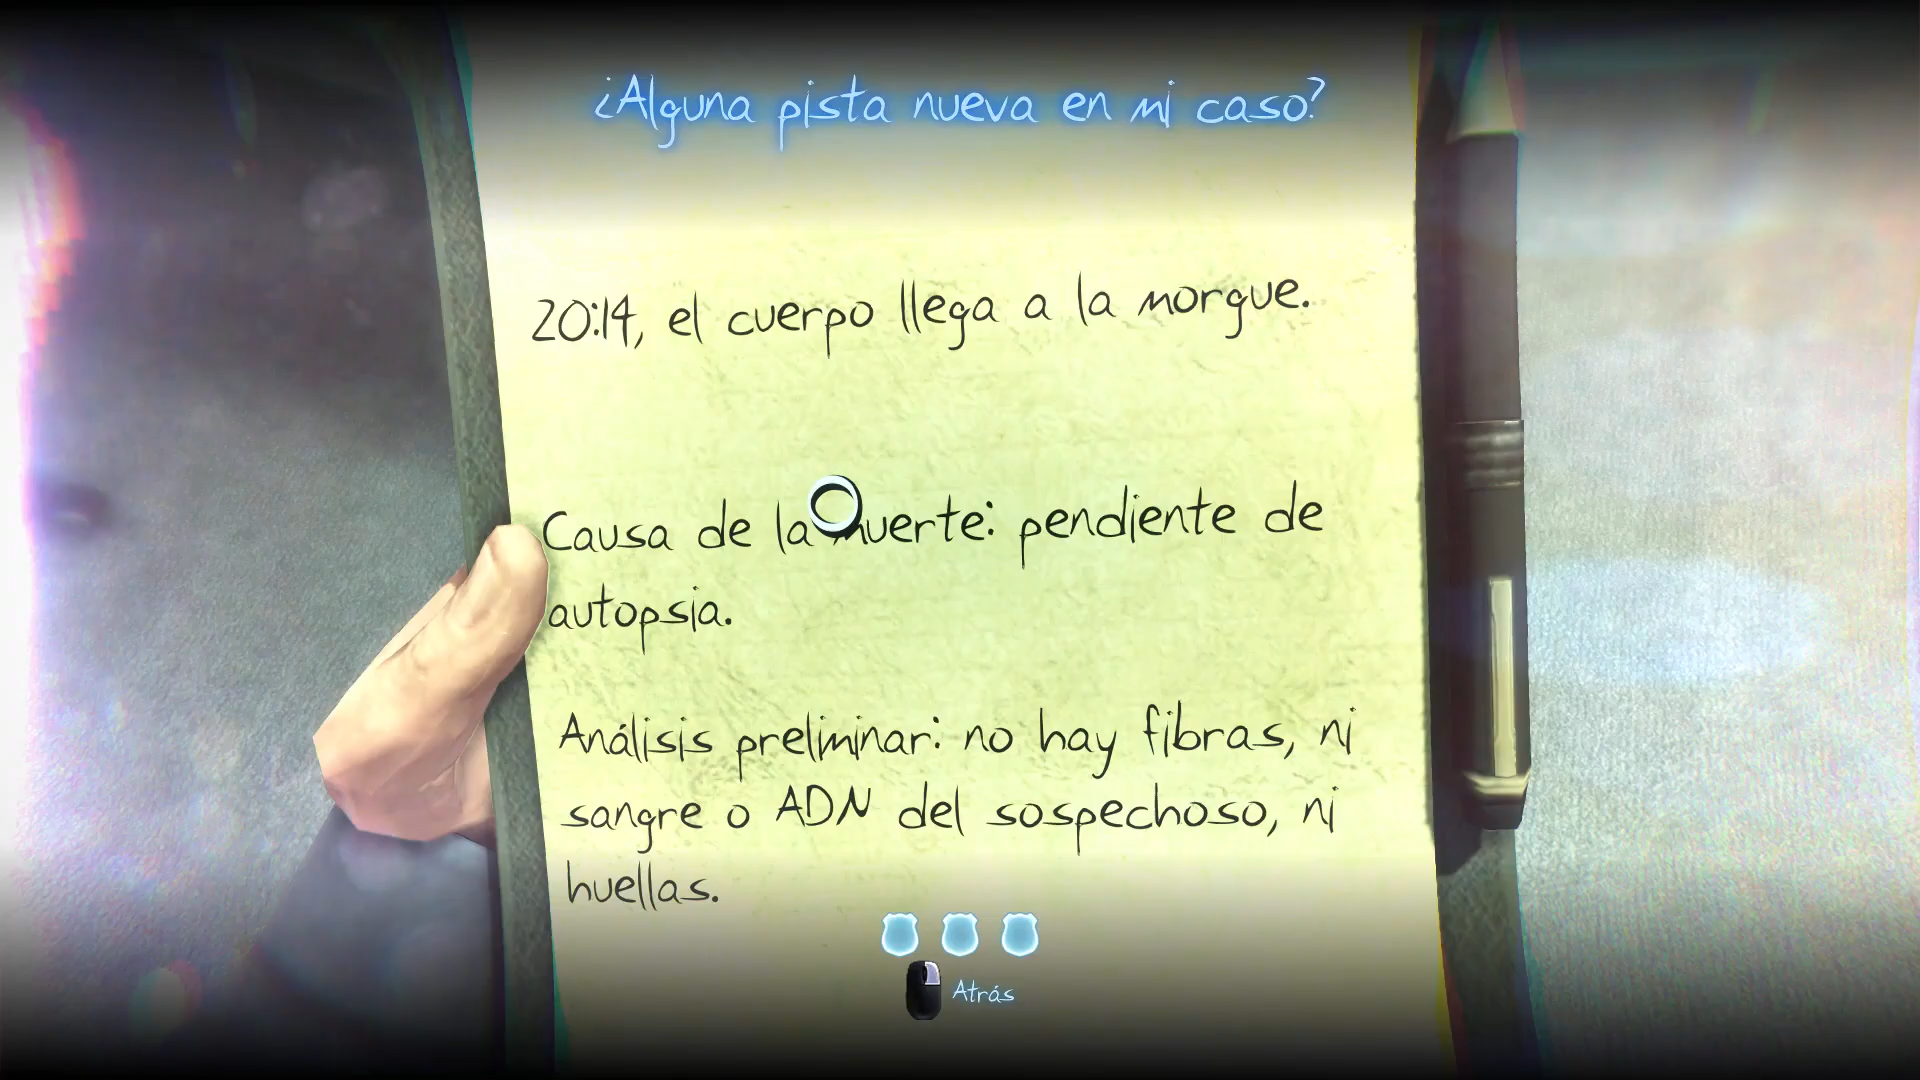 ¿Alguna pista nueva en mi caso?
20:14, el cuerpo llega a la morgue.
Causa de la muerte: pendiente de
autopsia.
Análisis preliminar: no hay fibras, ni
sangre o ADN del sospechoso, ni
huellas.
Atrás